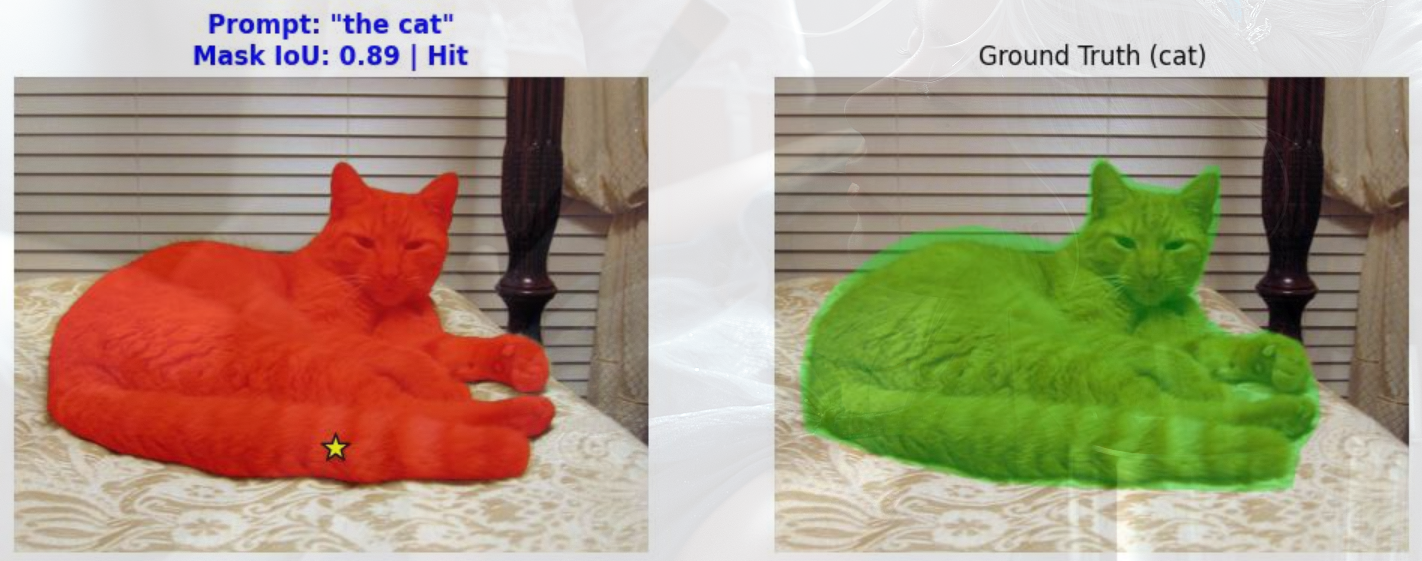 Prompt: "the cat"
Mask IoU: 0.89 | Hit
Ground Truth (cat)